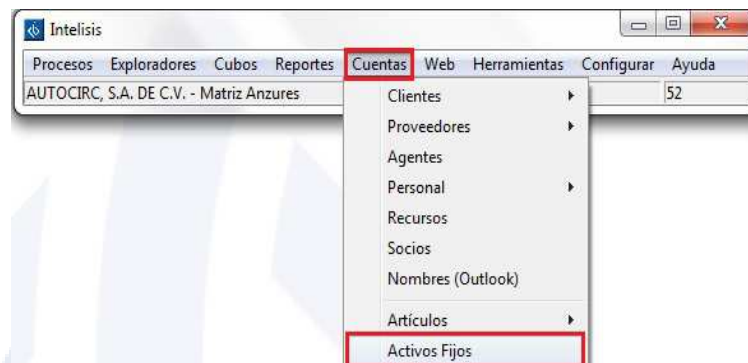 Intelisis
Procesos Exploradores Cubos Reportes Cuentas Web Herramientas Configurar Ayuda
AUTOCIRC, S.A. DE C.V. - Matriz Anzures 52
Clientes
Proveedores
Agentes
Personal
Recursos
Socios
Nombres (Outlook)
Artículos
Activos Fijos